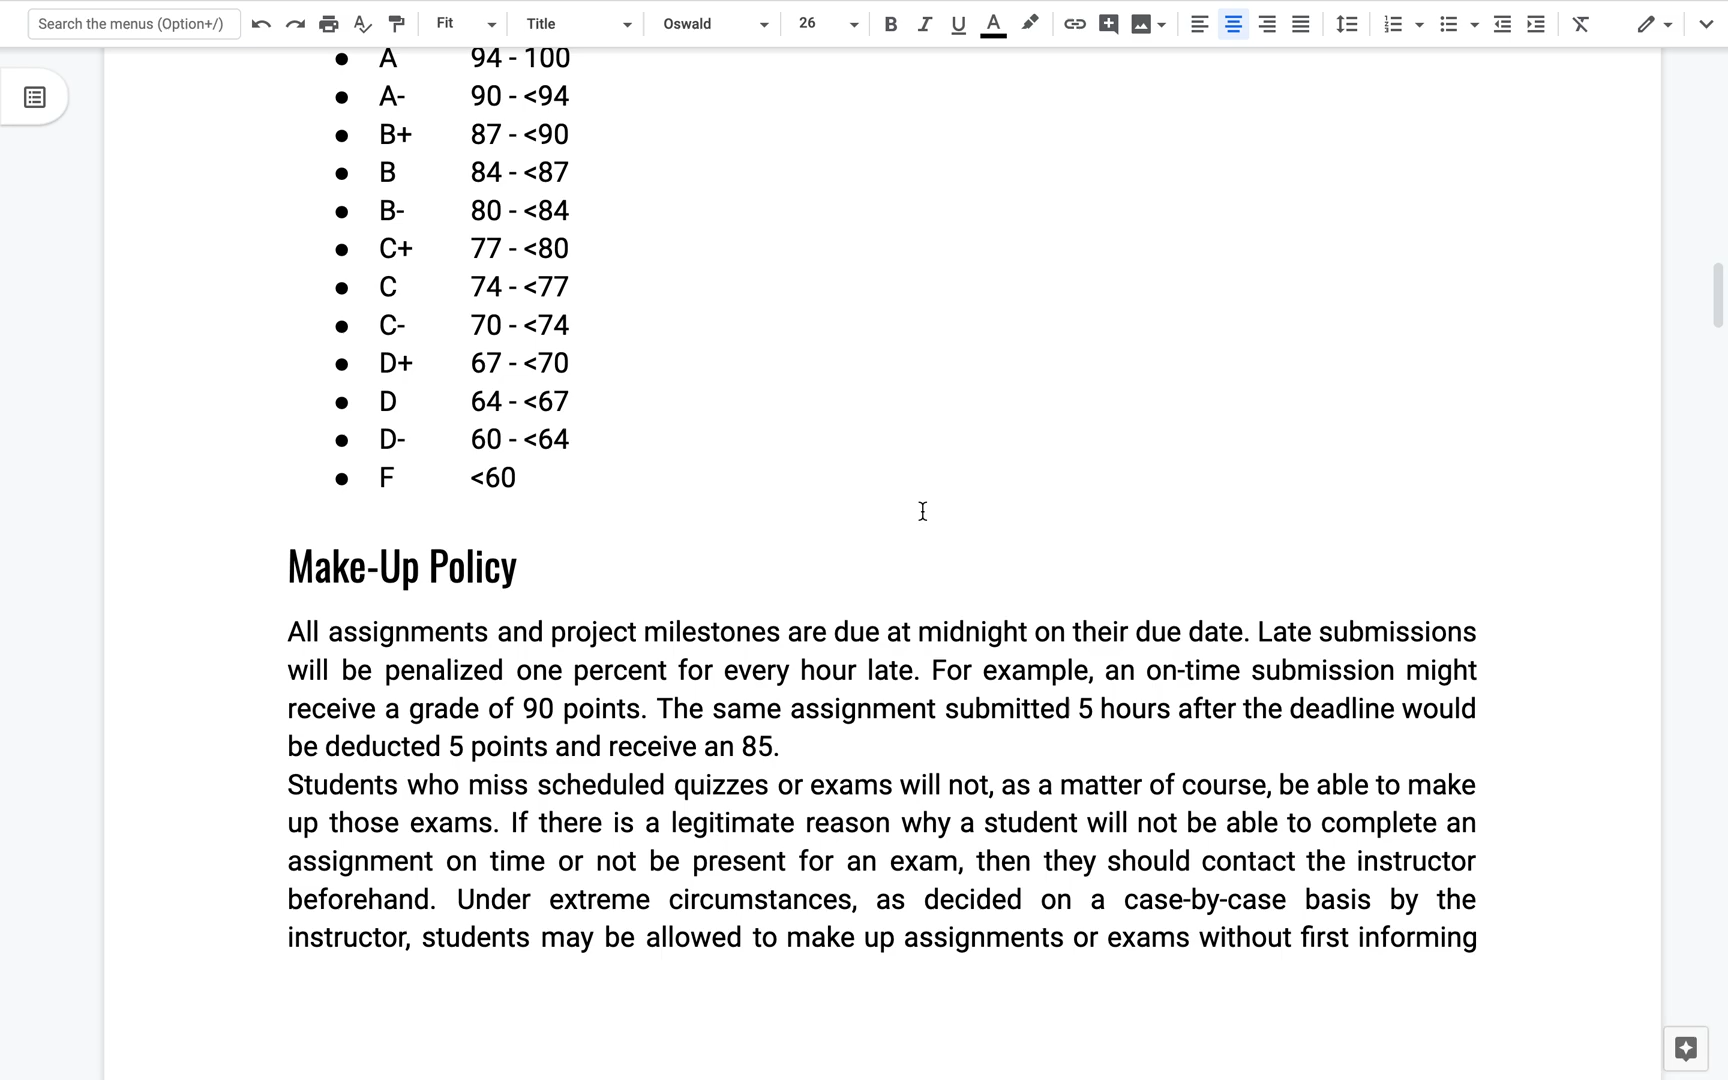 Search the menus (Option+/) Fit Title Oswald 26 B I U A
● A 94 - 100
● A- 90 - <94
● B+ 87 - <90
● B 84 - <87
● B- 80 - <84
● C+ 77 - <80
● C 74 - <77
● C- 70 - <74
● D+ 67 - <70
● D 64 - <67
● D- 60 - <64
● F <60
Make-Up Policy
All assignments and project milestones are due at midnight on their due date. Late submissions
will be penalized one percent for every hour late. For example, an on-time submission might
receive a grade of 90 points. The same assignment submitted 5 hours after the deadline would
be deducted 5 points and receive an 85.
Students who miss scheduled quizzes or exams will not, as a matter of course, be able to make
up those exams. If there is a legitimate reason why a student will not be able to complete an
assignment on time or not be present for an exam, then they should contact the instructor
beforehand. Under extreme circumstances, as decided on a case-by-case basis by the
instructor, students may be allowed to make up assignments or exams without first informing